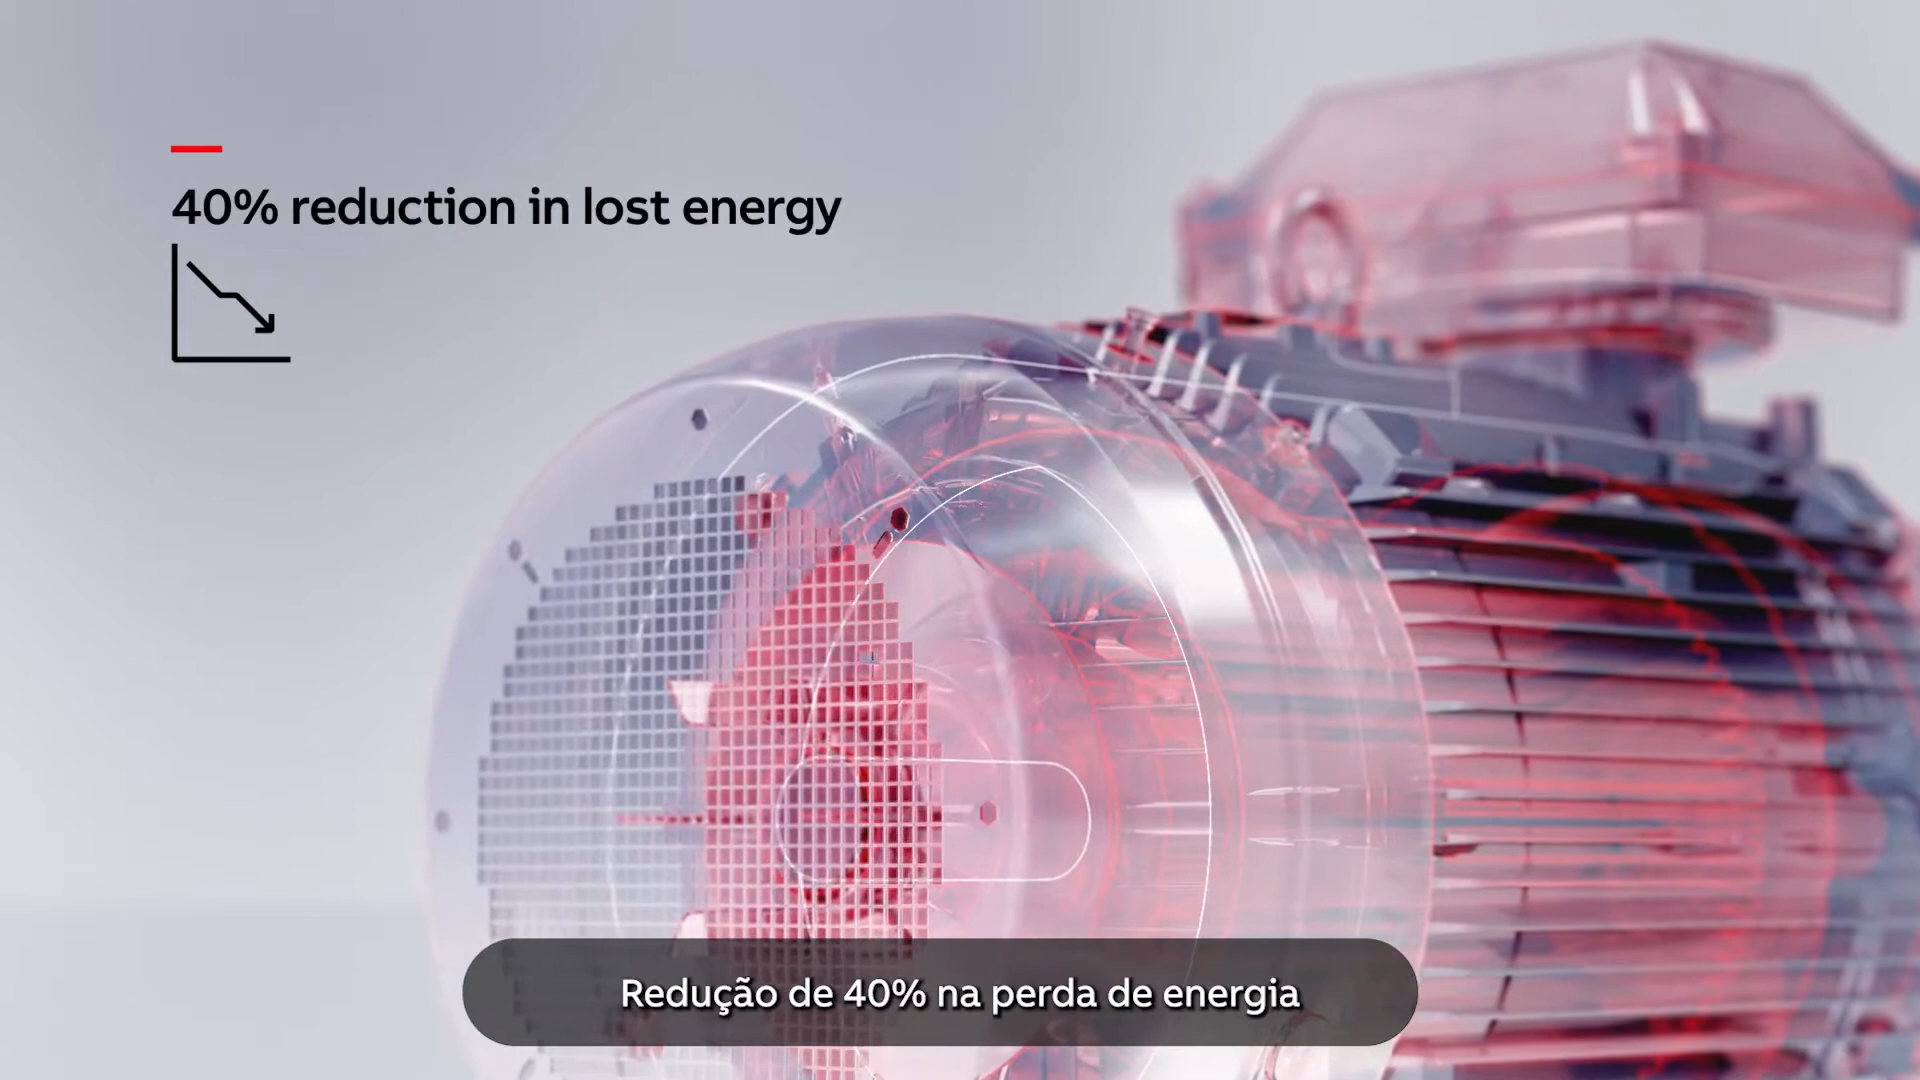 40% reduction in lost energy
Redução de 40% na perda de energia